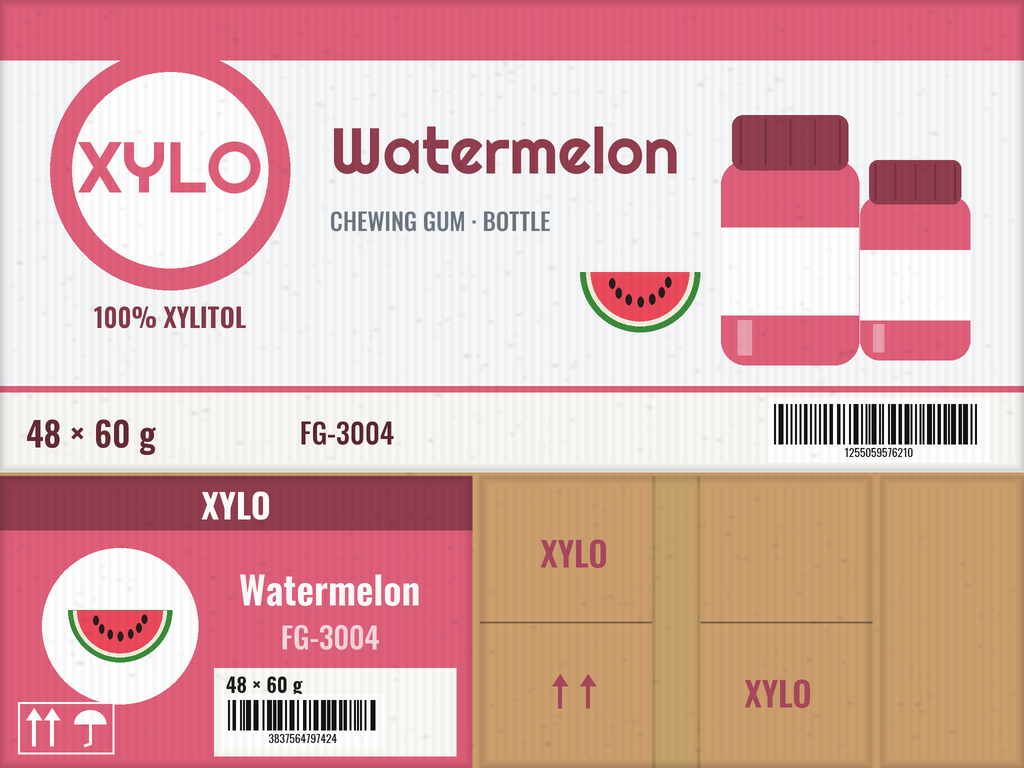 XYLO
100% XYLITOL
Watermelon
CHEWING GUM · BOTTLE
48 × 60 g
FG-3004
1255059576210
XYLO
Watermelon
FG-3004
48 × 60 g
3837564797424
XYLO
XYLO